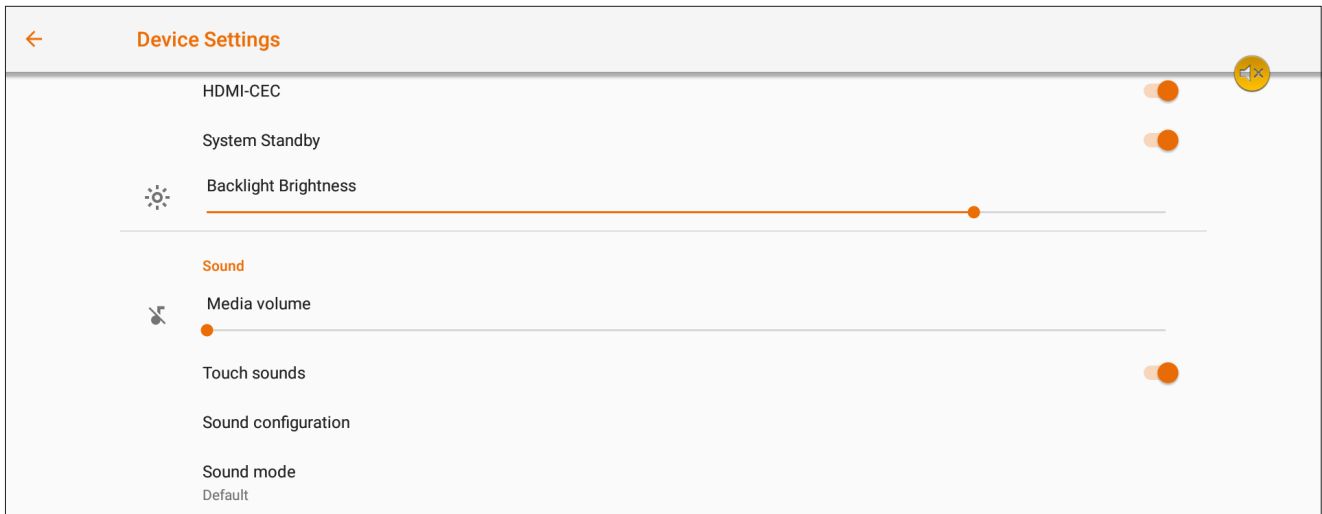 Device Settings
HDMI-CEC
System Standby
Backlight Brightness
Sound
Media volume
Touch sounds
Sound configuration
Sound mode
Default